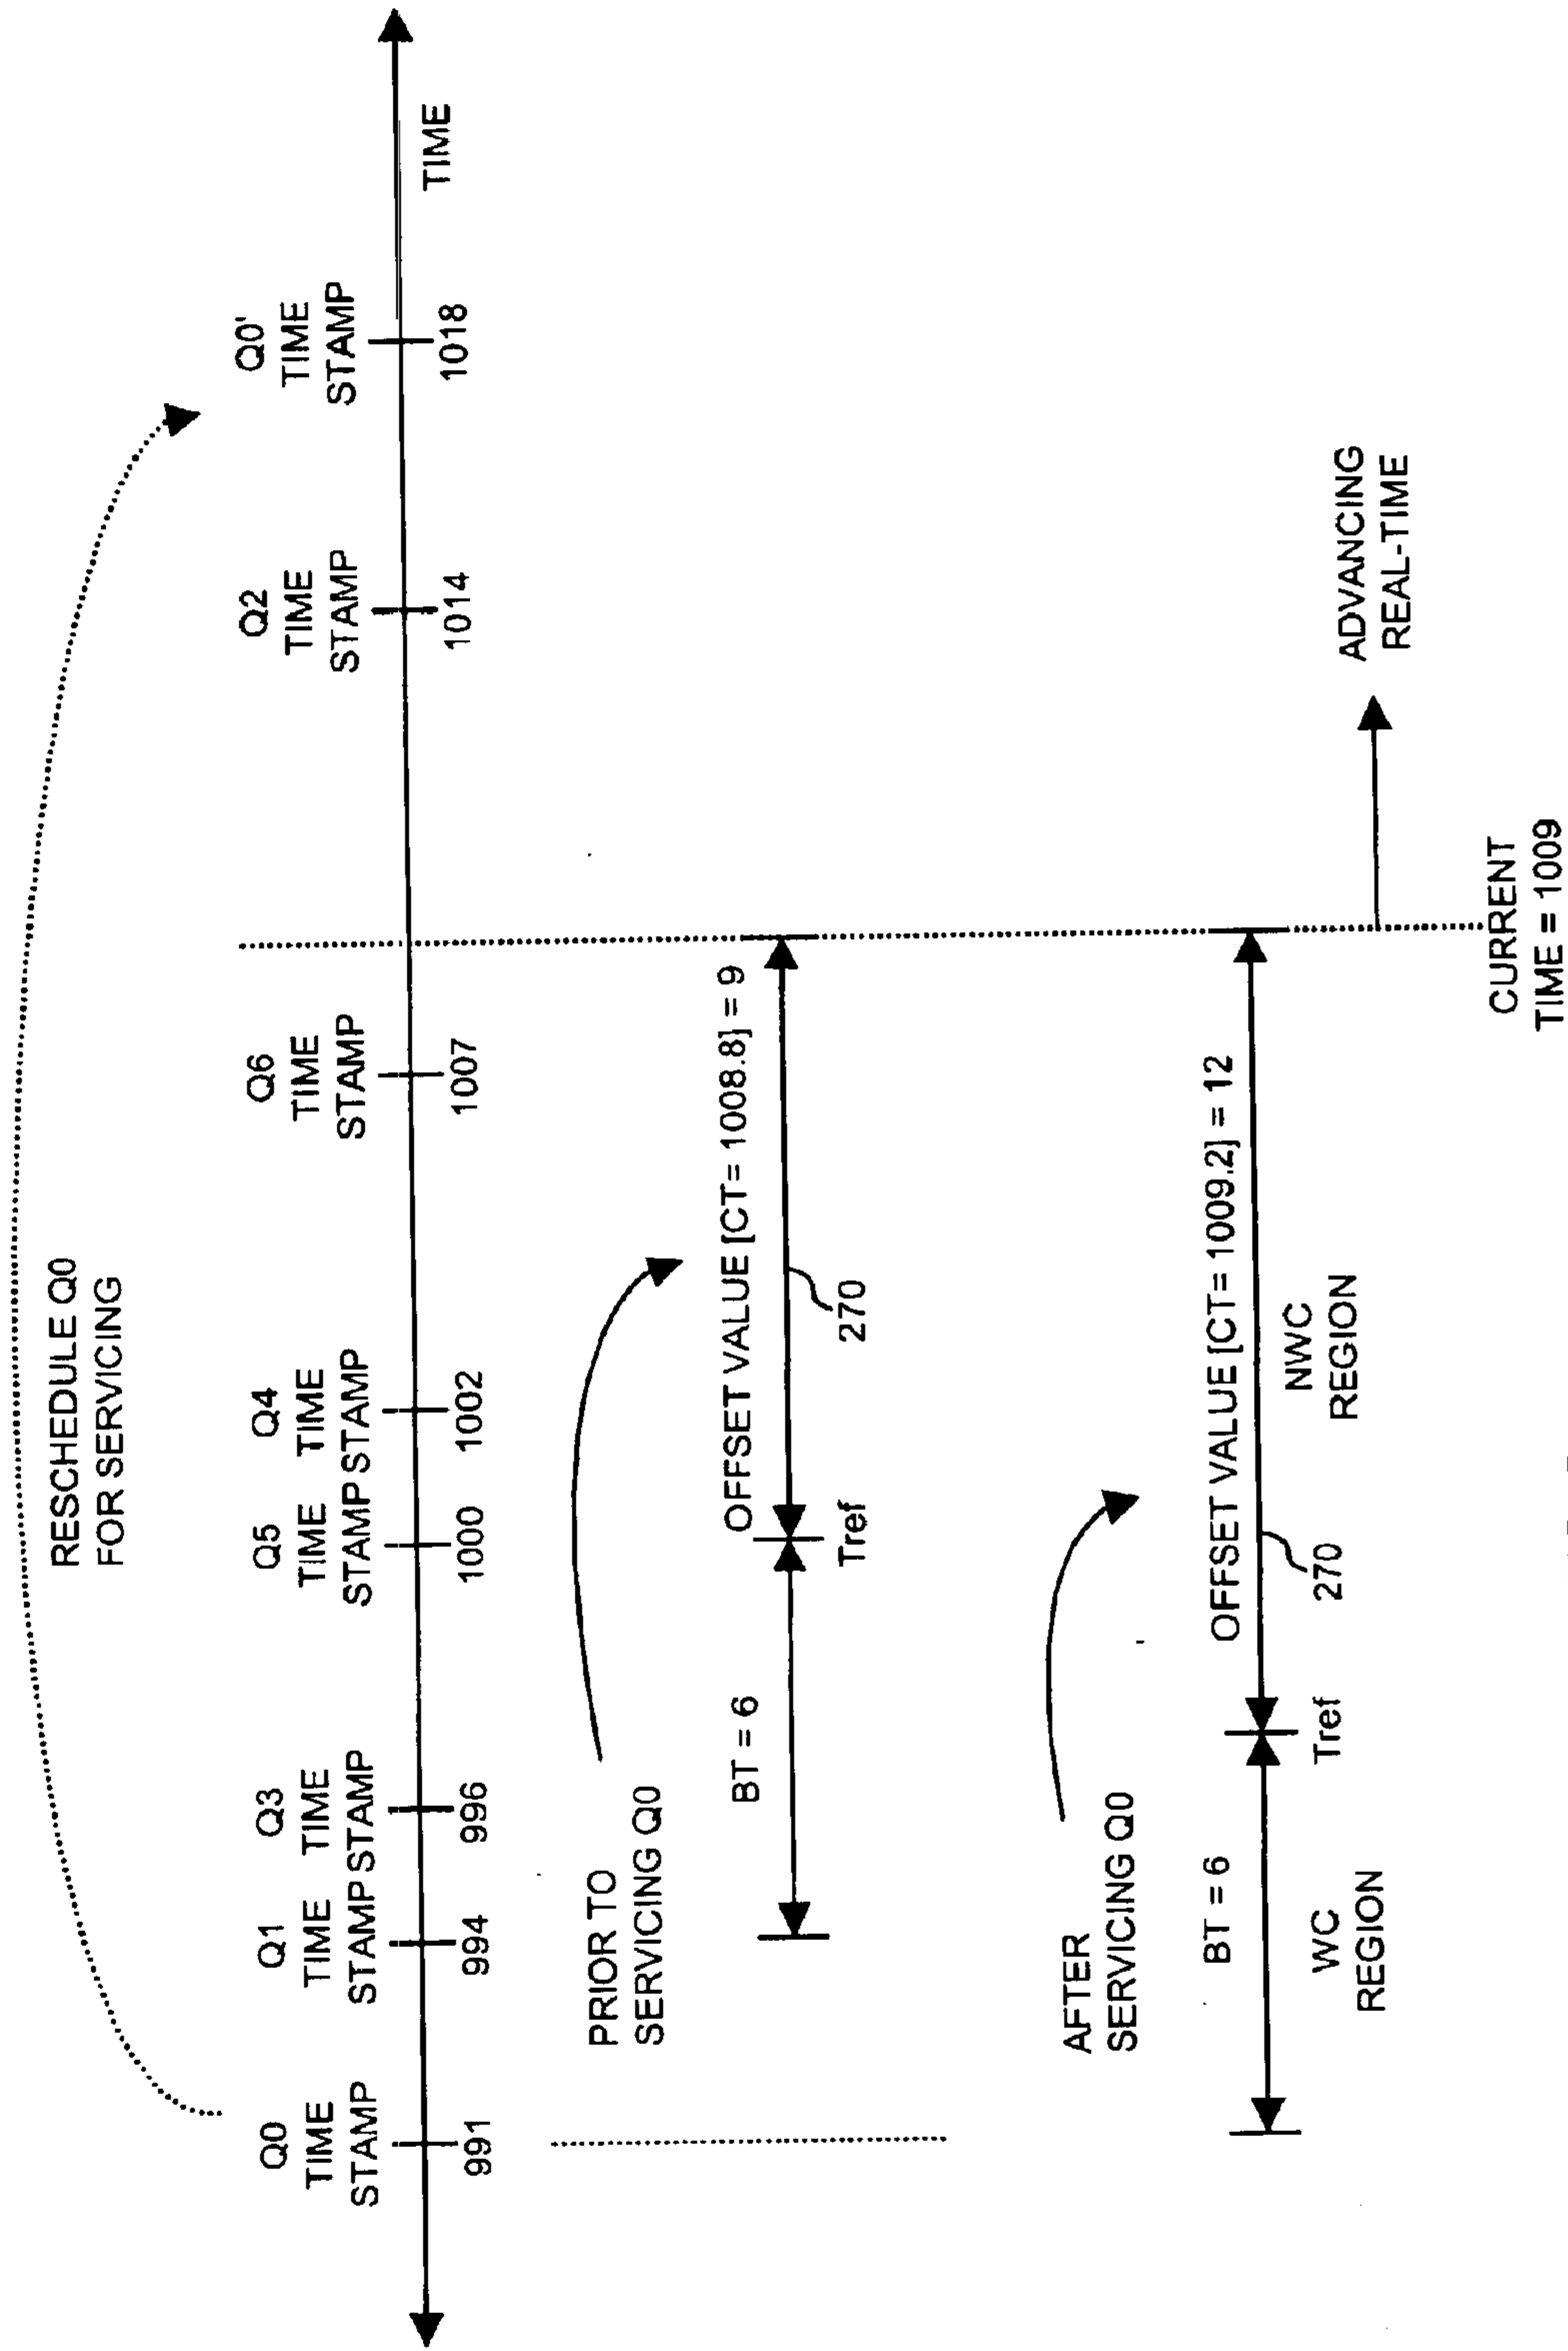 RESCHEDULE Q0
FOR SERVICING
Q0
TIME
STAMP
991
Q1
TIME
STAMP
994
Q3
TIME
STAMP
996
Q5
TIME
STAMP
1000
Q4
TIME
STAMP
1002
Q6
TIME
STAMP
1007
Q2
TIME
STAMP
1014
Q0'
TIME
STAMP
1018
TIME
PRIOR TO
SERVICING Q0
BT = 6
OFFSET VALUE [CT= 1008.8] = 9
Tref
270
AFTER
SERVICING Q0
BT = 6
OFFSET VALUE [CT= 1009.2] = 12
Tref
270
WC
REGION
NWC
REGION
ADVANCING
REAL-TIME
CURRENT
TIME = 1009